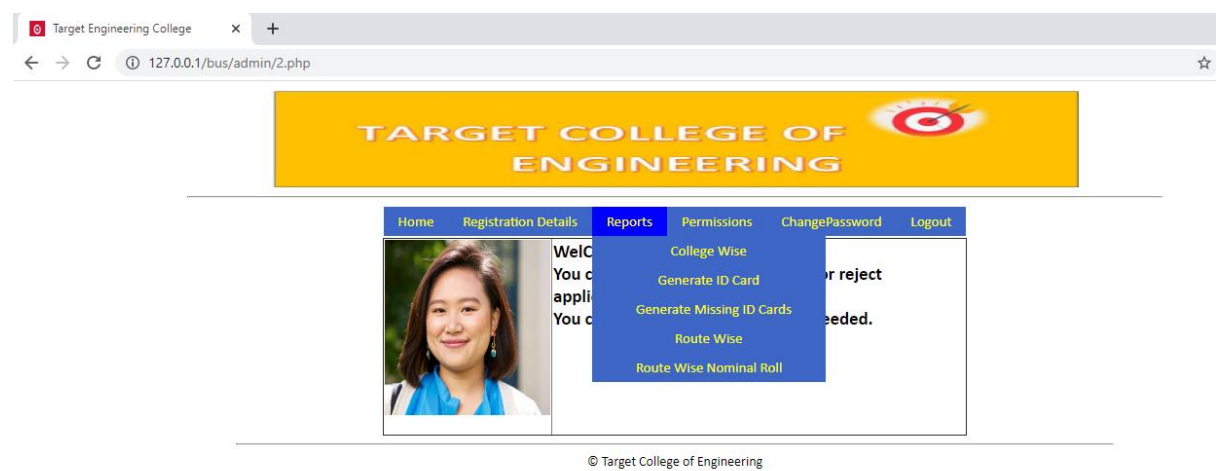 Target Engineering College
127.0.0.1/bus/admin/2.php
TARGET COLLEGE OF
ENGINEERING
Home Registration Details Reports Permissions ChangePassword Logout
College Wise
Generate ID Card
Generate Missing ID Cards
Route Wise
Route Wise Nominal Roll
WelC
You c or reject
appli
You c eeded.
© Target College of Engineering